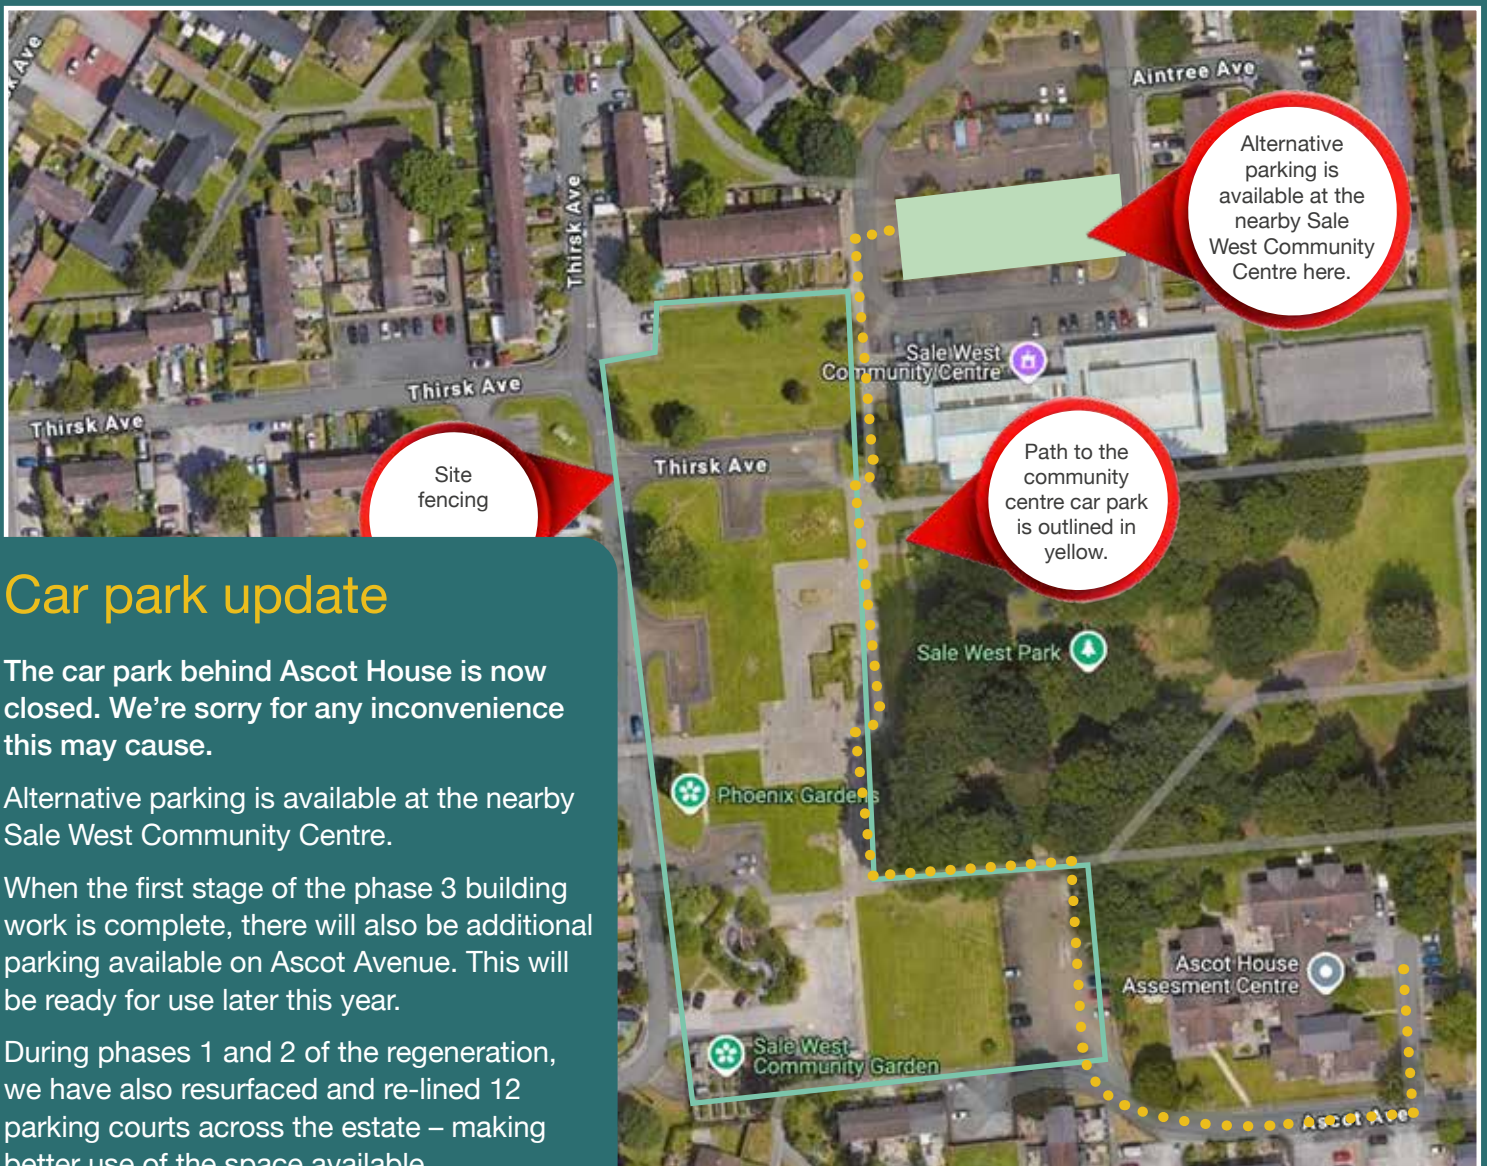 Ave
Aintree Ave
Alternative
parking is
available at the
nearby Sale
West Community
Centre here.
Thirsk Ave
Sale West
Community Centre
Thirsk Ave
Thirsk Ave
Site
fencing
Thirsk Ave
Path to the
community
centre car park
is outlined in
yellow.
Sale West Park
Phoenix Gardens
Ascot House
Assesment Centre
Sale West
Community Garden
Ascot Ave
Car park update
The car park behind Ascot House is now
closed. We’re sorry for any inconvenience
this may cause.
Alternative parking is available at the nearby
Sale West Community Centre.
When the first stage of the phase 3 building
work is complete, there will also be additional
parking available on Ascot Avenue. This will
be ready for use later this year.
During phases 1 and 2 of the regeneration,
we have also resurfaced and re-lined 12
parking courts across the estate – making
better use of the space available.